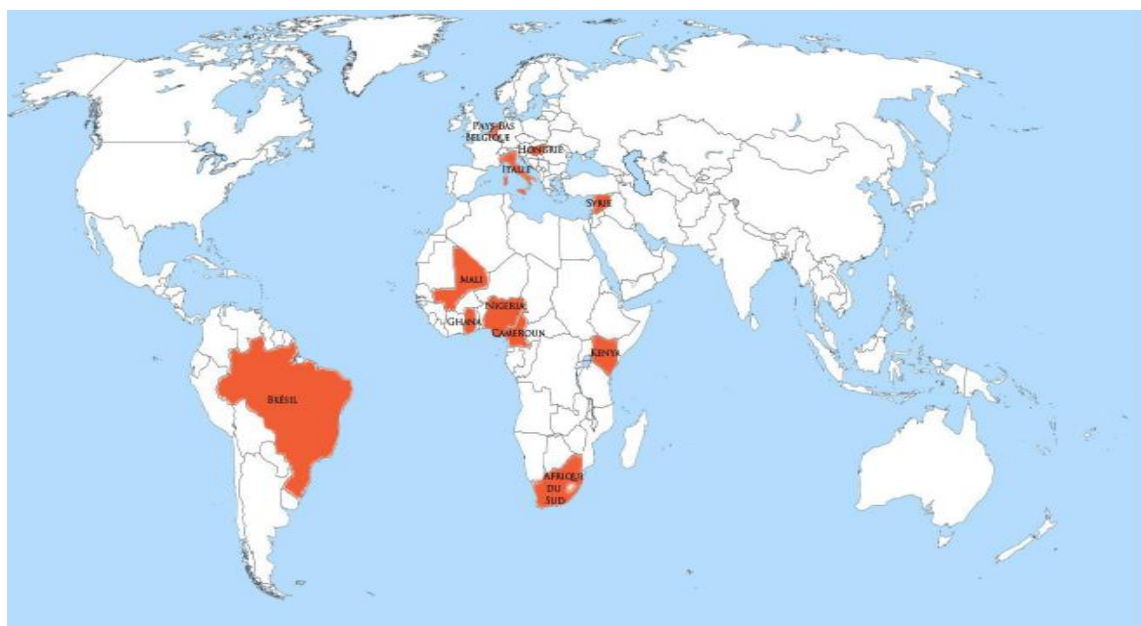 PAYS-BAS
BELGIQUE
HONGRIE
ITALIE
SYRIE
MALI
NIGERIA
GHANA
CAMEROUN
KENYA
BRÉSIL
AFRIQUE
DU
SUD